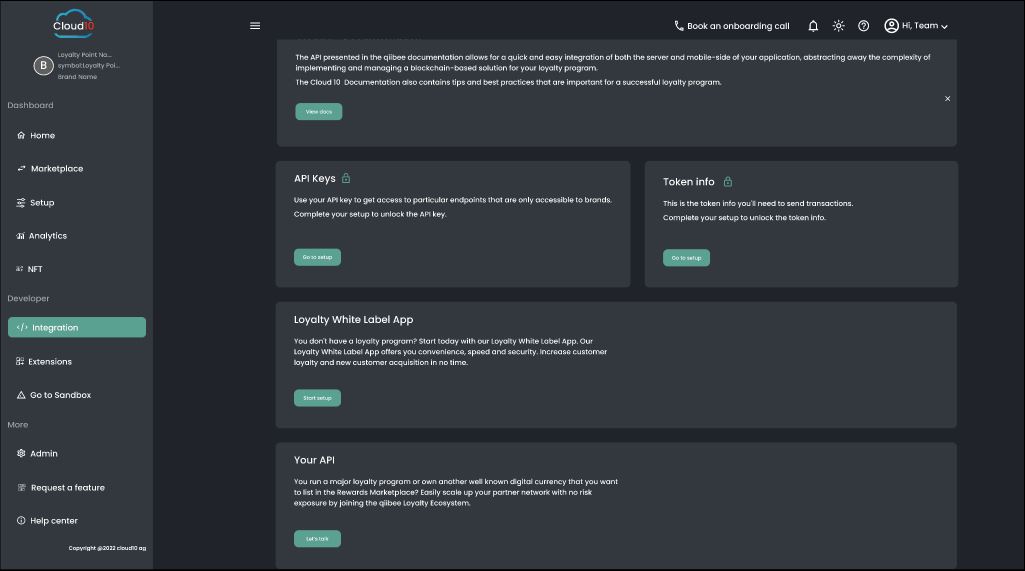 Cloud10
Loyalty Point Na...
symbol:Loyalty Poi...
Brand Name
B
Dashboard
Home
Marketplace
Setup
Analytics
NFT
Developer
Integration
Extensions
Go to Sandbox
More
Admin
Request a feature
Help center
Copyright @2022 cloud10 ag
Book an onboarding call
Hi, Team
The API presented in the qiibee documentation allows for a quick and easy integration of both the server and mobile-side of your application, abstracting away the complexity of
implementing and managing a blockchain-based solution for your loyalty program.
The Cloud 10 Documentation also contains tips and best practices that are important for a successful loyalty program.
View docs
API Keys
Use your API key to get access to particular endpoints that are only accessible to brands.
Complete your setup to unlock the API key.
Go to setup
Token info
This is the token info you'll need to send transactions.
Complete your setup to unlock the token info.
Go to setup
Loyalty White Label App
You don't have a loyalty program? Start today with our Loyalty White Label App. Our
Loyalty White Label App offers you convenience, speed and security. Increase customer
loyalty and new customer acquisition in no time.
Start setup
Your API
You run a major loyalty program or own another well known digital currency that you want
to list in the Rewards Marketplace? Easily scale up your partner network with no risk
exposure by joining the qiibee Loyalty Ecosystem.
Let's talk